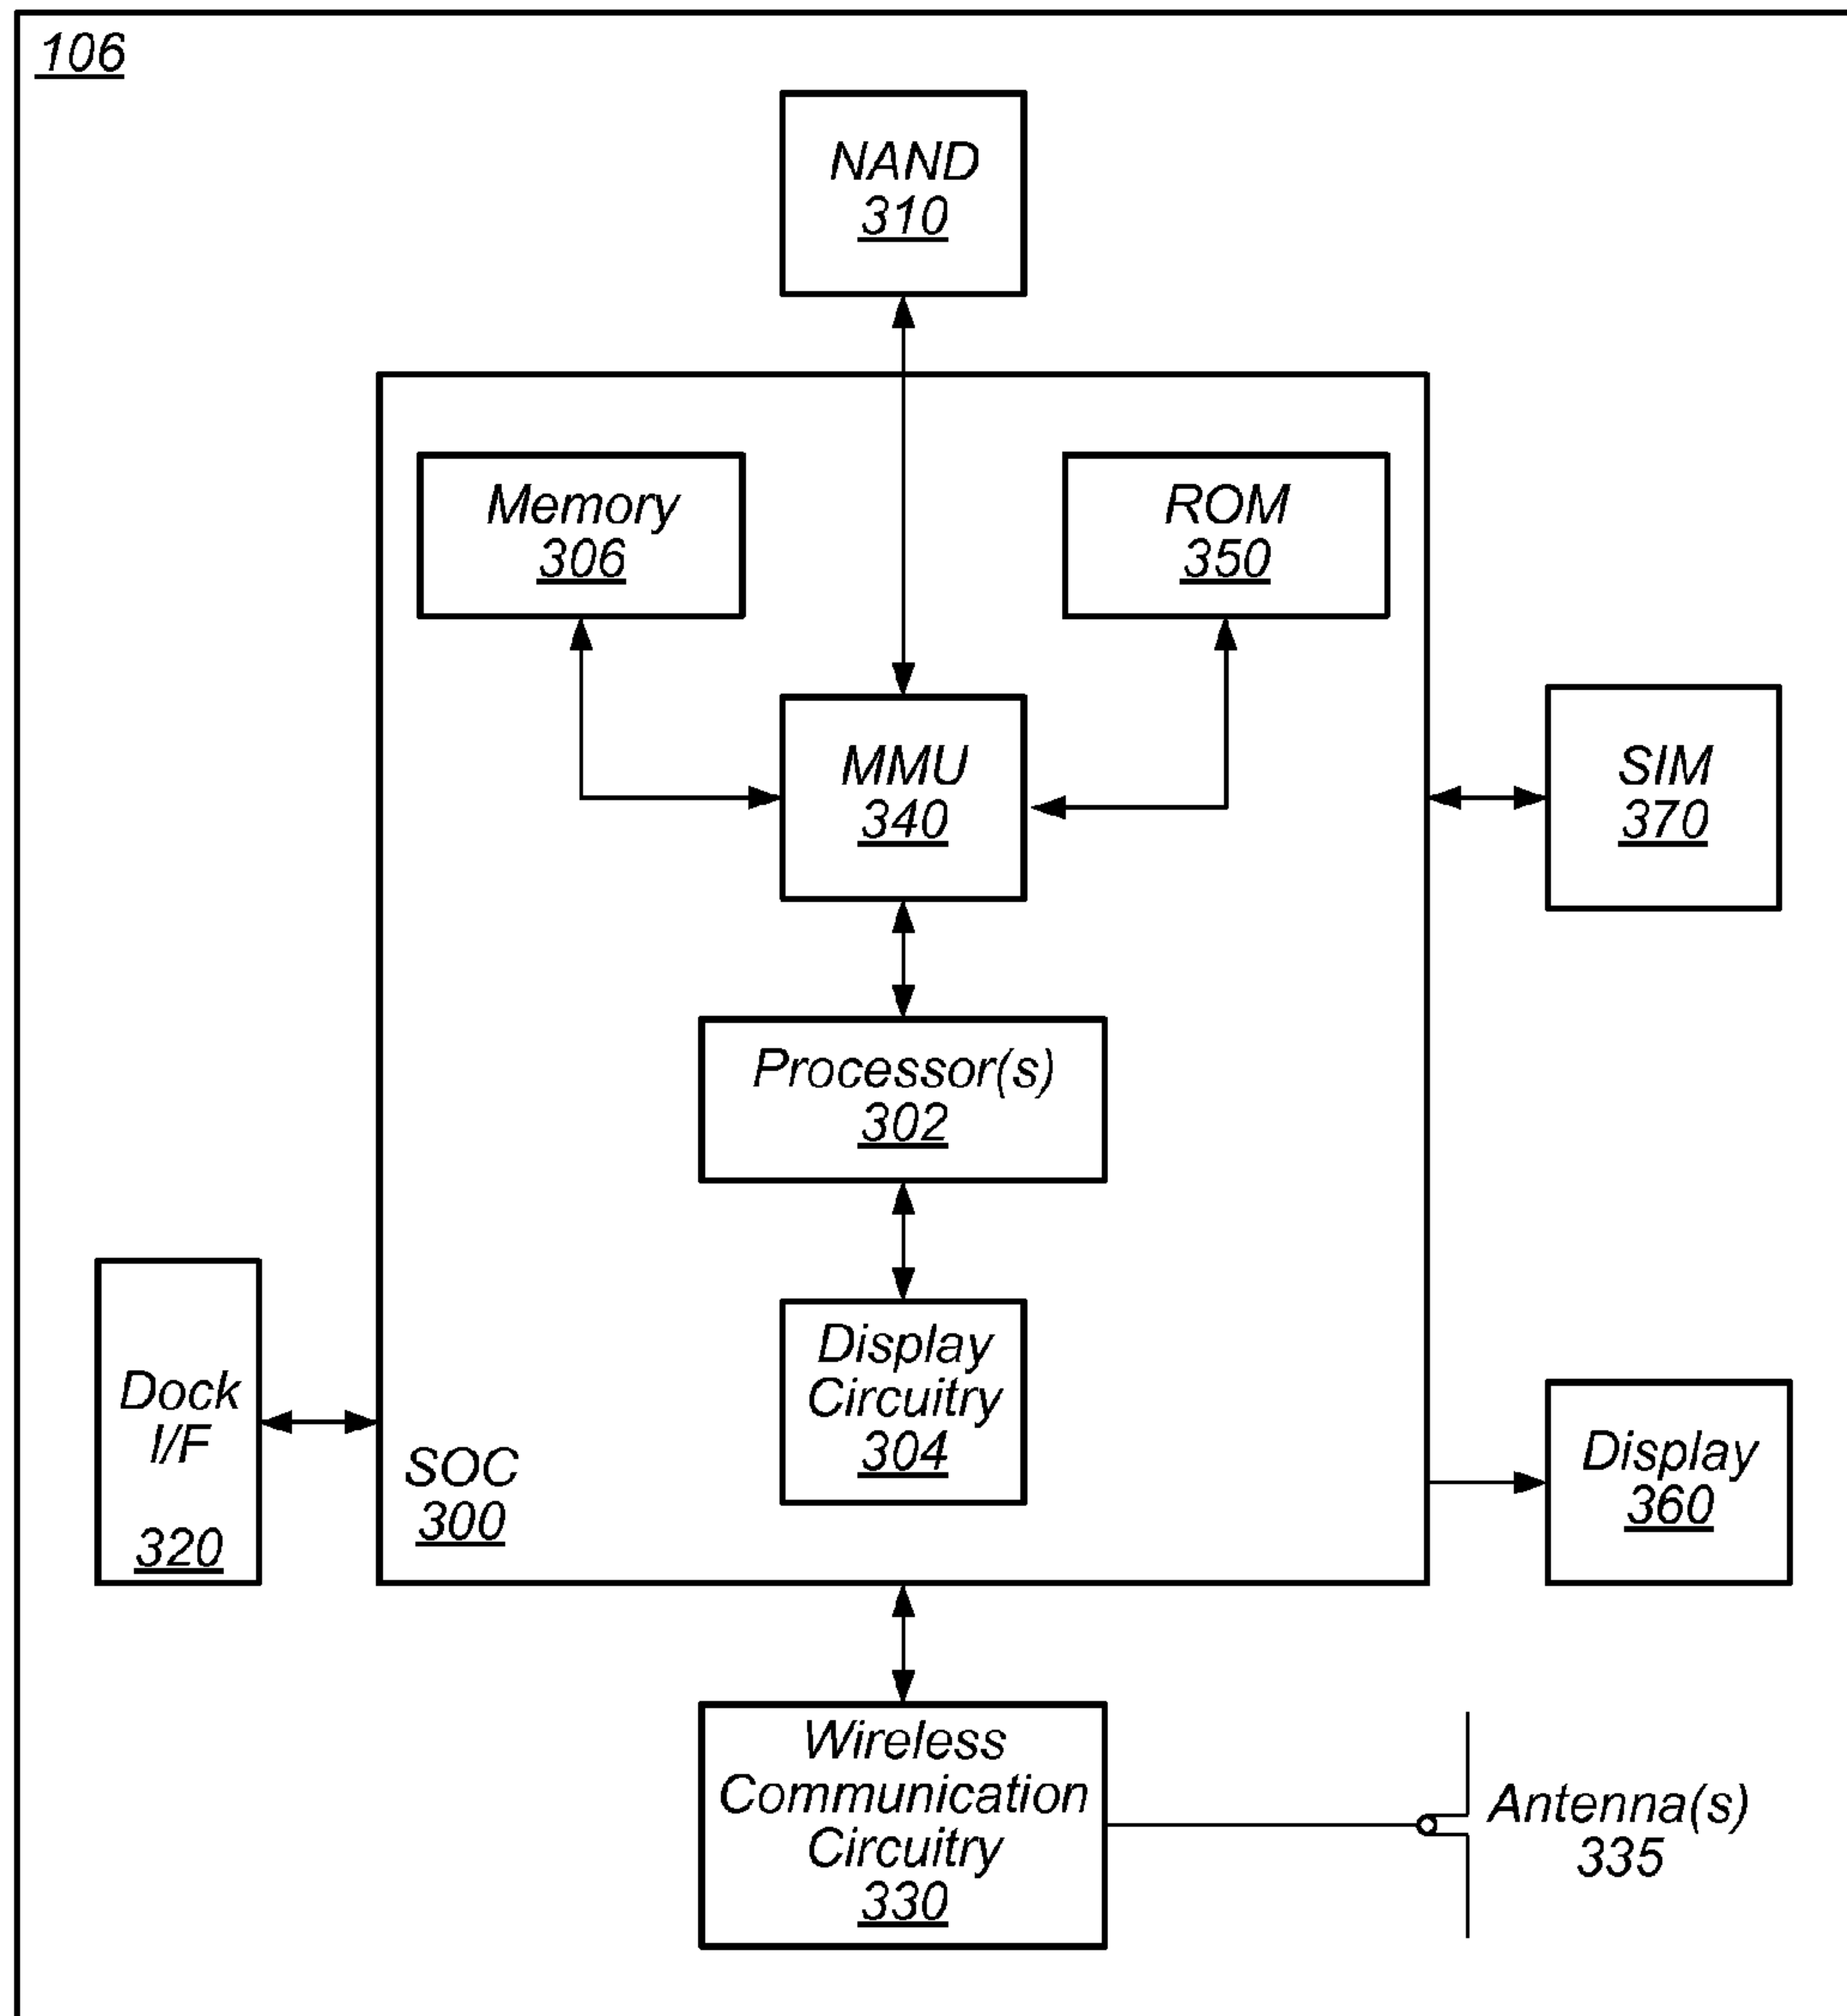 106
NAND
310
Memory
306
ROM
350
MMU
340
SIM
370
Processor(s)
302
Display
Circuitry
304
Dock
I/F
320
SOC
300
Display
360
Wireless
Communication
Circuitry
330
Antenna(s)
335